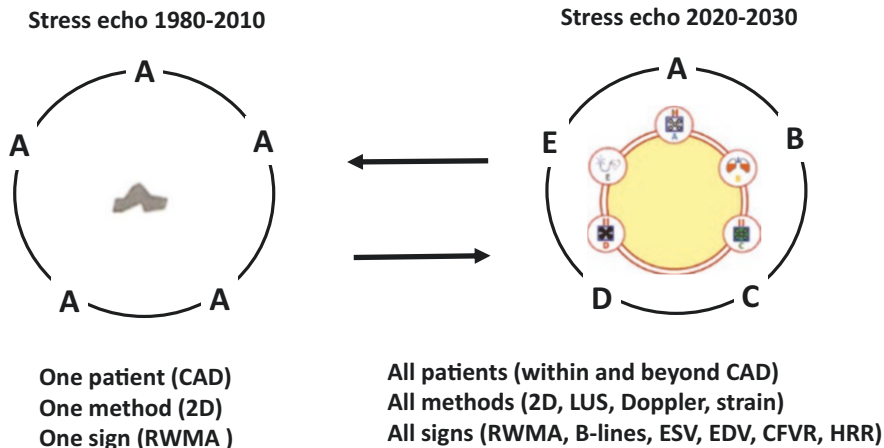 Stress echo 1980-2010
Stress echo 2020-2030
A
A
A
A
A
A
B
C
D
E
A
B
C
D
E
One patient (CAD)
One method (2D)
One sign (RWMA )
All patients (within and beyond CAD)
All methods (2D, LUS, Doppler, strain)
All signs (RWMA, B-lines, ESV, EDV, CFVR, HRR)